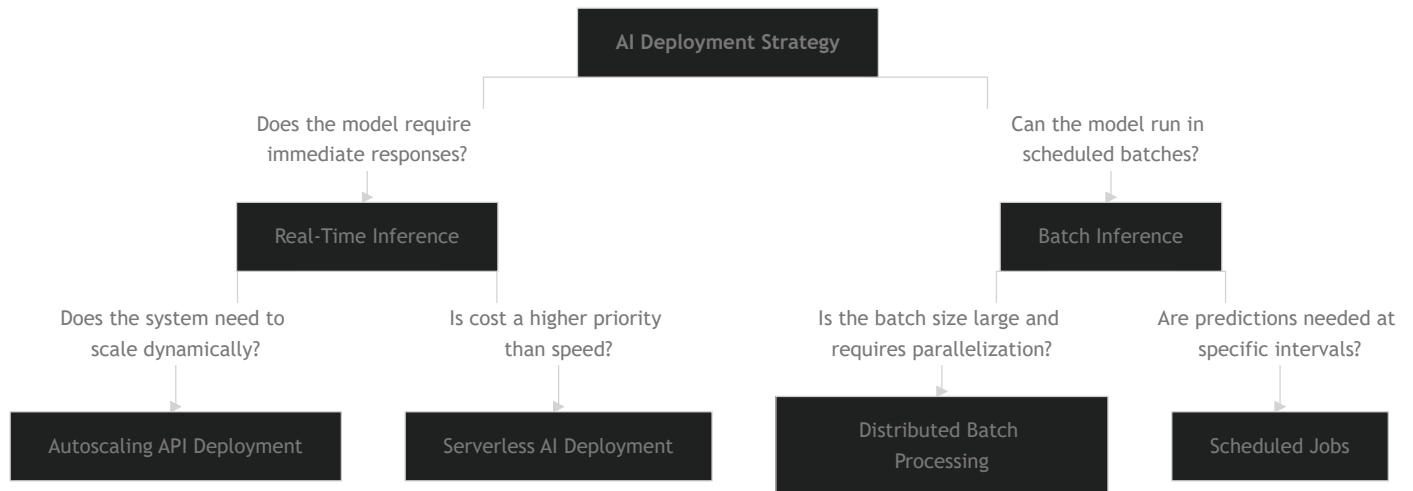 AI Deployment Strategy
Does the model require
immediate responses?
Can the model run in
scheduled batches?
Real-Time Inference
Batch Inference
Does the system need to
scale dynamically?
Is cost a higher priority
than speed?
Is the batch size large and
requires parallelization?
Are predictions needed at
specific intervals?
Autoscaling API Deployment
Serverless AI Deployment
Distributed Batch
Processing
Scheduled Jobs